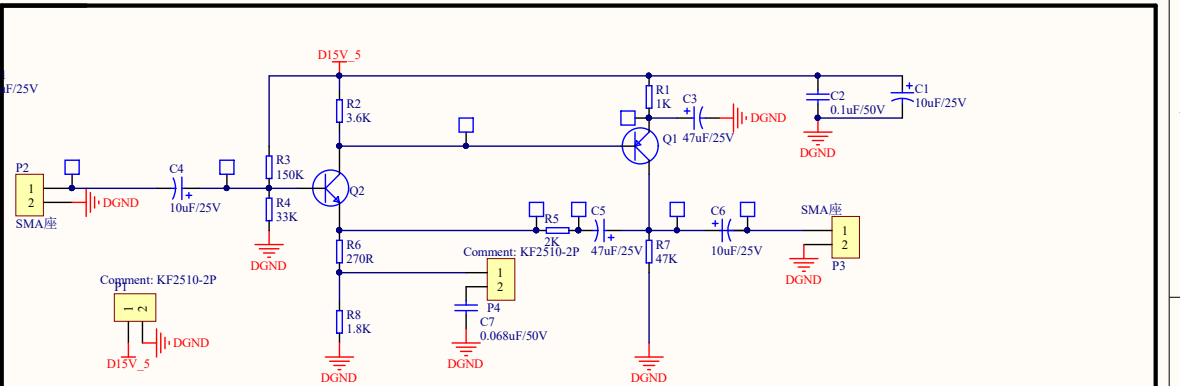 D15V_5
F/25V
R2
3.6K
R1
1K
C3
47uF/25V
DGND
C2
0.1uF/50V
DGND
C1
10uF/25V
Q1
P2
1
2
SMA座
DGND
C4
10uF/25V
R3
150K
R4
33K
DGND
Q2
R5
2K
C5
47uF/25V
C6
10uF/25V
SMA座
1
2
P3
DGND
R6
270R
Comment: KF2510-2P
1
2
P4
C7
0.068uF/50V
DGND
R7
47K
DGND
R8
1.8K
DGND
Comment: KF2510-2P
P1
1
2
DGND
D15V_5